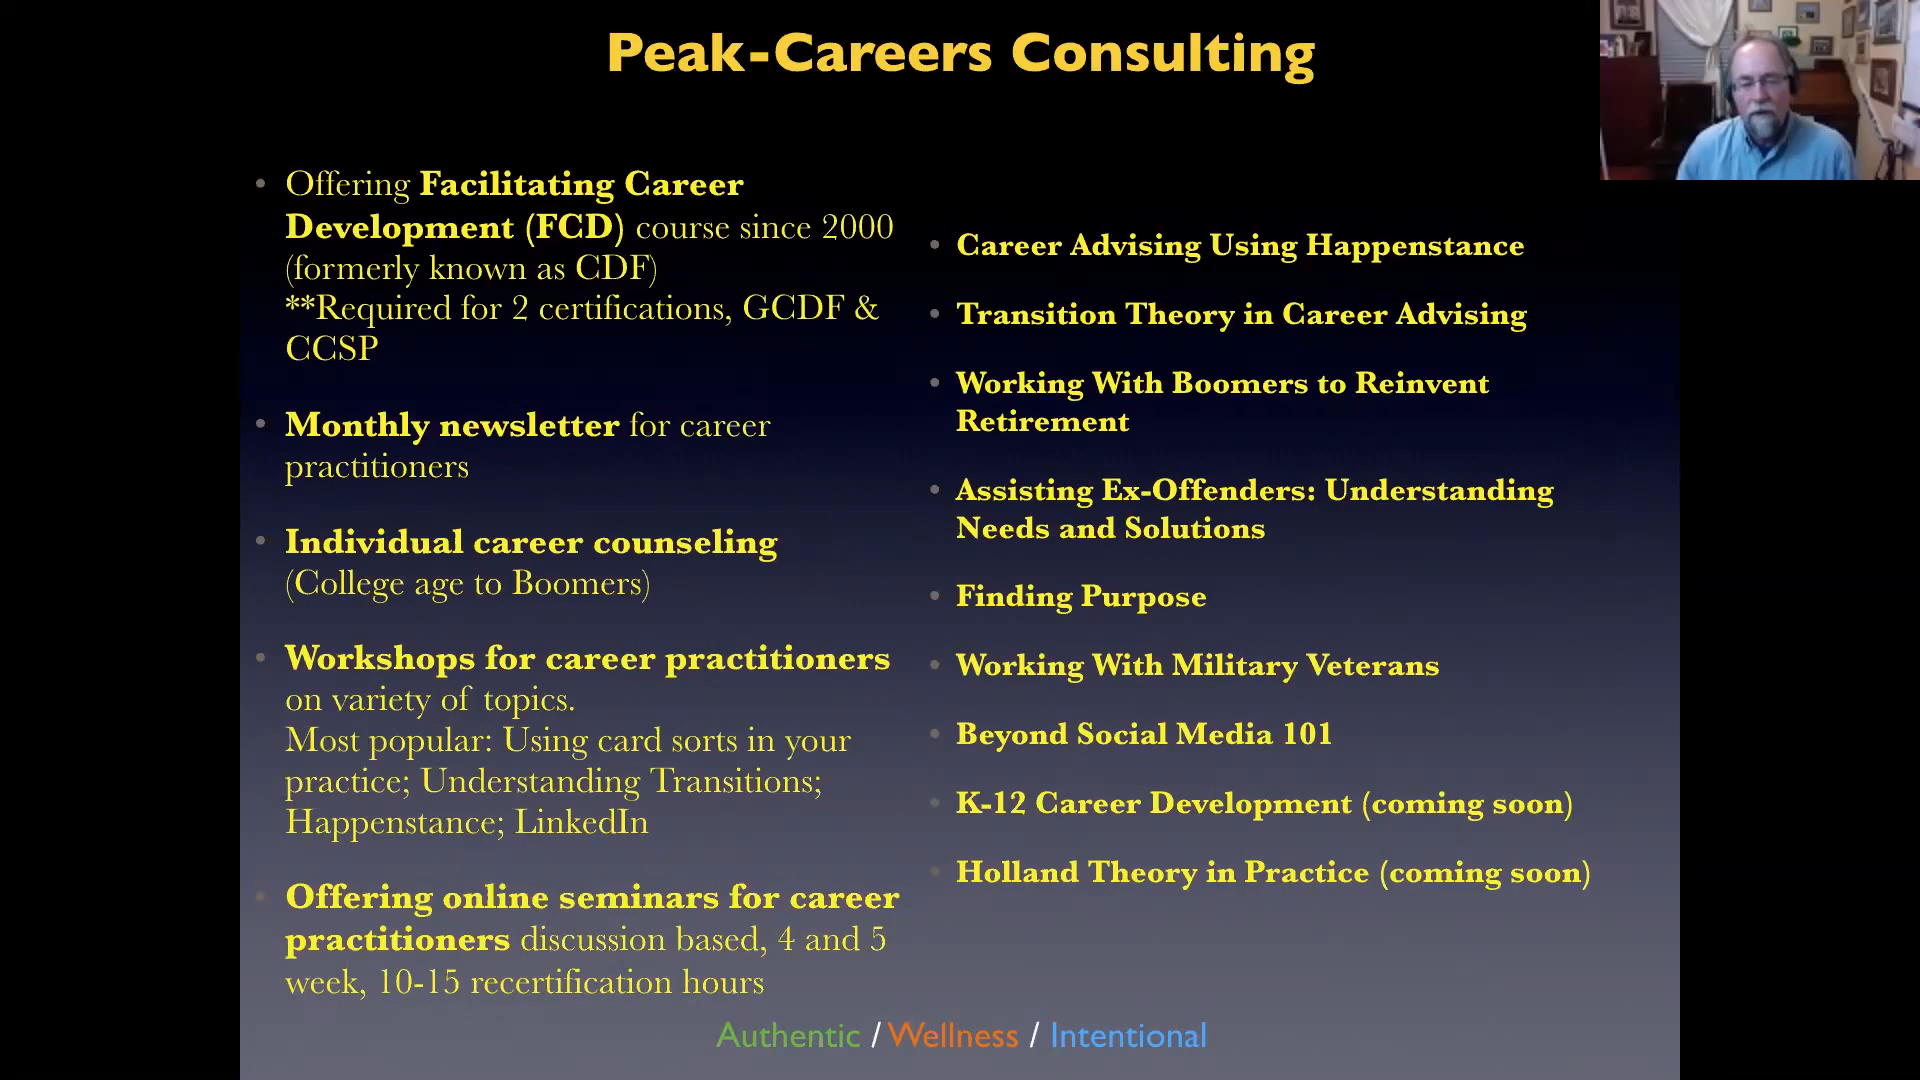 Peak-Careers Consulting
• Offering Facilitating Career
Development (FCD) course since 2000
(formerly known as CDF)
**Required for 2 certifications, GCDF &
CCSP
• Monthly newsletter for career
practitioners
• Individual career counseling
(College age to Boomers)
• Workshops for career practitioners
on variety of topics.
Most popular: Using card sorts in your
practice; Understanding Transitions;
Happenstance; LinkedIn
• Offering online seminars for career
practitioners discussion based, 4 and 5
week, 10-15 recertification hours
• Career Advising Using Happenstance
• Transition Theory in Career Advising
• Working With Boomers to Reinvent
Retirement
• Assisting Ex-Offenders: Understanding
Needs and Solutions
• Finding Purpose
• Working With Military Veterans
• Beyond Social Media 101
• K-12 Career Development (coming soon)
• Holland Theory in Practice (coming soon)
Authentic / Wellness / Intentional